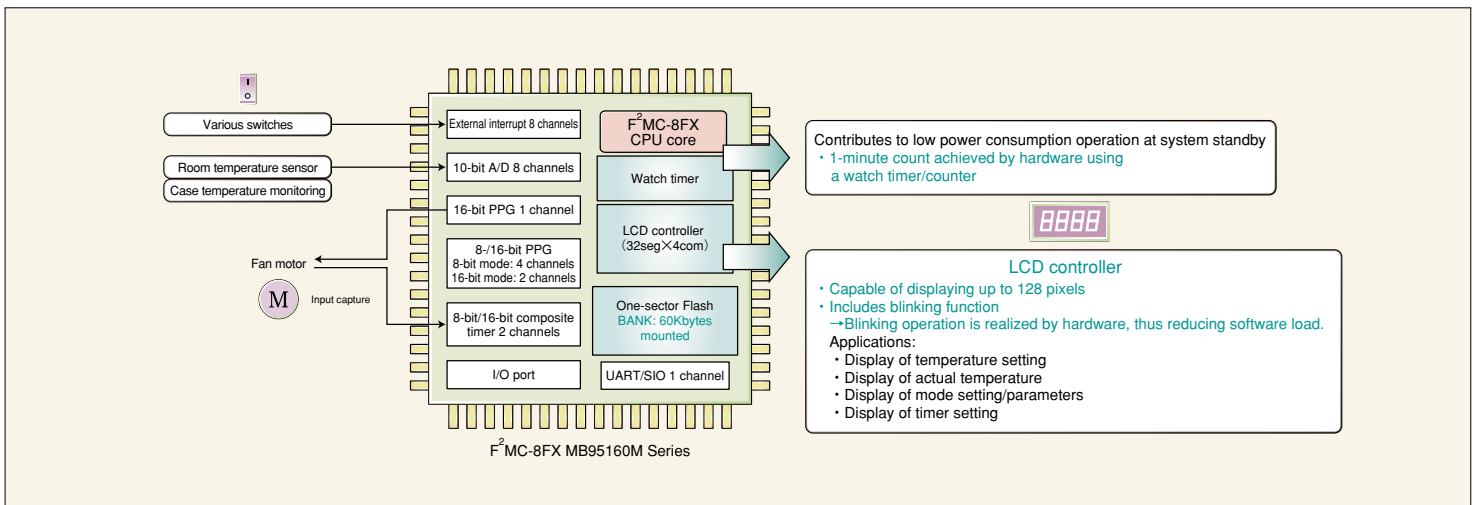 Various switches
Room temperature sensor
Case temperature monitoring
Fan motor
M
Input capture
External interrupt 8 channels
10-bit A/D 8 channels
16-bit PPG 1 channel
8-/16-bit PPG
8-bit mode: 4 channels
16-bit mode: 2 channels
8-bit/16-bit composite
timer 2 channels
I/O port
F²MC-8FX
CPU core
Watch timer
LCD controller
(32seg×4com)
One-sector Flash
BANK: 60Kbytes
mounted
UART/SIO 1 channel
F²MC-8FX MB95160M Series
Contributes to low power consumption operation at system standby
・1-minute count achieved by hardware using
a watch timer/counter
8888
LCD controller
・Capable of displaying up to 128 pixels
・Includes blinking function
→Blinking operation is realized by hardware, thus reducing software load.
Applications:
・Display of temperature setting
・Display of actual temperature
・Display of mode setting/parameters
・Display of timer setting